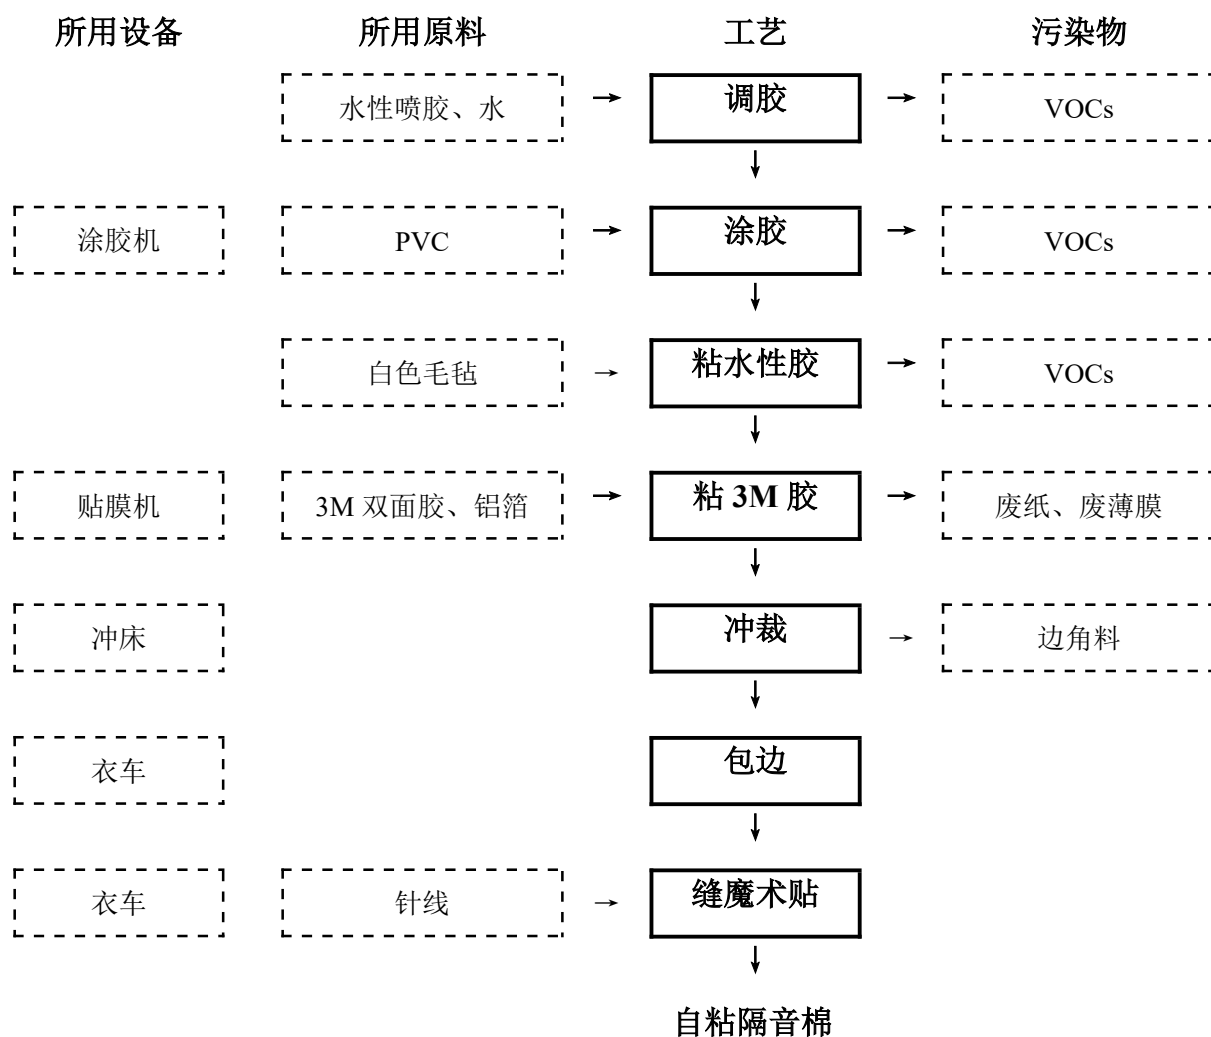 所用设备 所用原料 工艺 污染物
水性喷胶、水 → 调胶 → VOCs
↓
涂胶机 PVC → 涂胶 → VOCs
↓
白色毛毡 → 粘水性胶 → VOCs
↓
贴膜机 3M 双面胶、铝箔 → 粘 3M 胶 → 废纸、废薄膜
↓
冲床 冲裁 → 边角料
↓
衣车 包边
↓
衣车 针线 → 缝魔术贴
↓
自粘隔音棉